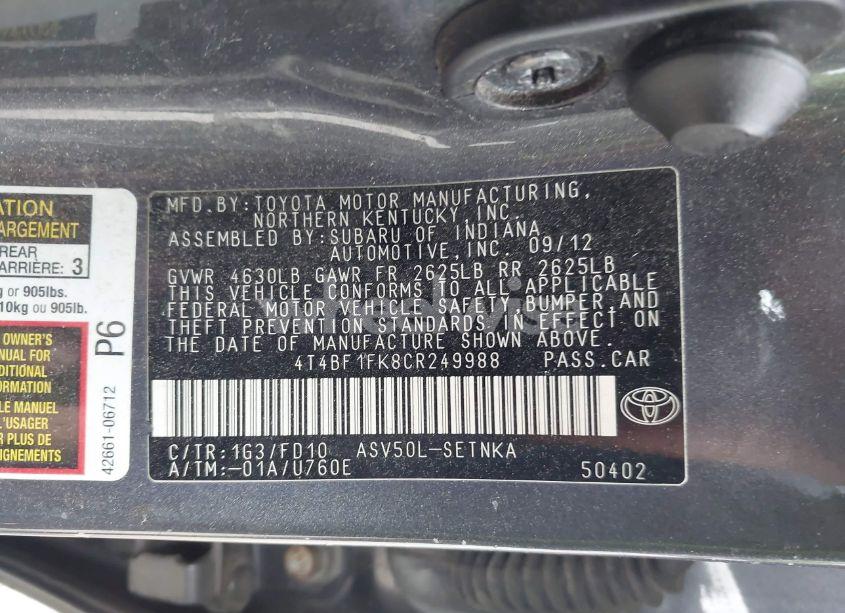 ATION
ARGEMENT
REAR
ARRIÈRE: 3
g or 905lbs.
10kg ou 905lb.
OWNER'S
MANUAL FOR
DITIONAL
FORMATION
LE MANUEL
L'USAGER
R PLUS DE
IGNEMENTS
P6
42661-06712
MFD.BY:TOYOTA MOTOR MANUFACTURING,
NORTHERN KENTUCKY,INC.
ASSEMBLED BY:SUBARU OF INDIANA
AUTOMOTIVE,INC. 09/12
GVWR 4630LB GAWR FR 2625LB RR 2625LB
THIS VEHICLE CONFORMS TO ALL APPLICABLE
FEDERAL MOTOR VEHICLE SAFETY, BUMPER,AND
THEFT PREVENTION STANDARDS IN EFFECT ON
THE DATE OF MANUFACTURE SHOWN ABOVE.
4T4BF1FK8CR249988 PASS.CAR
C/TR:1G3/FD10 ASV50L-SETNKA
A/TM:-01A/U760E 50402